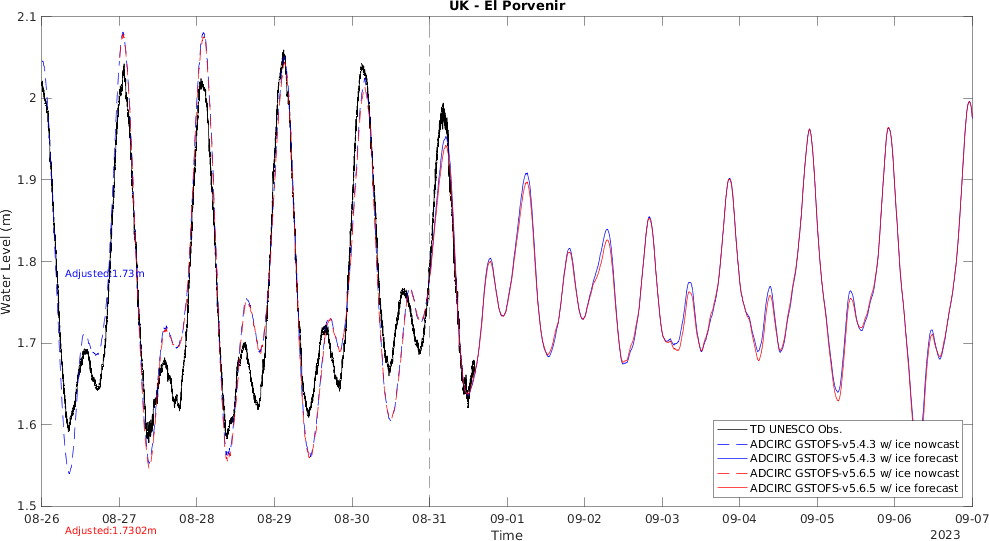 UK - El Porvenir
2.1
2
1.9
1.8
1.7
1.6
1.5
Water Level (m)
Adjusted:1.73m
Adjusted:1.7302m
TD UNESCO Obs.
ADCIRC GSTOFS-v5.4.3 w/ ice nowcast
ADCIRC GSTOFS-v5.4.3 w/ ice forecast
ADCIRC GSTOFS-v5.6.5 w/ ice nowcast
ADCIRC GSTOFS-v5.6.5 w/ ice forecast
08-26 08-27 08-28 08-29 08-30 08-31 09-01 09-02 09-03 09-04 09-05 09-06 09-07
Time
2023